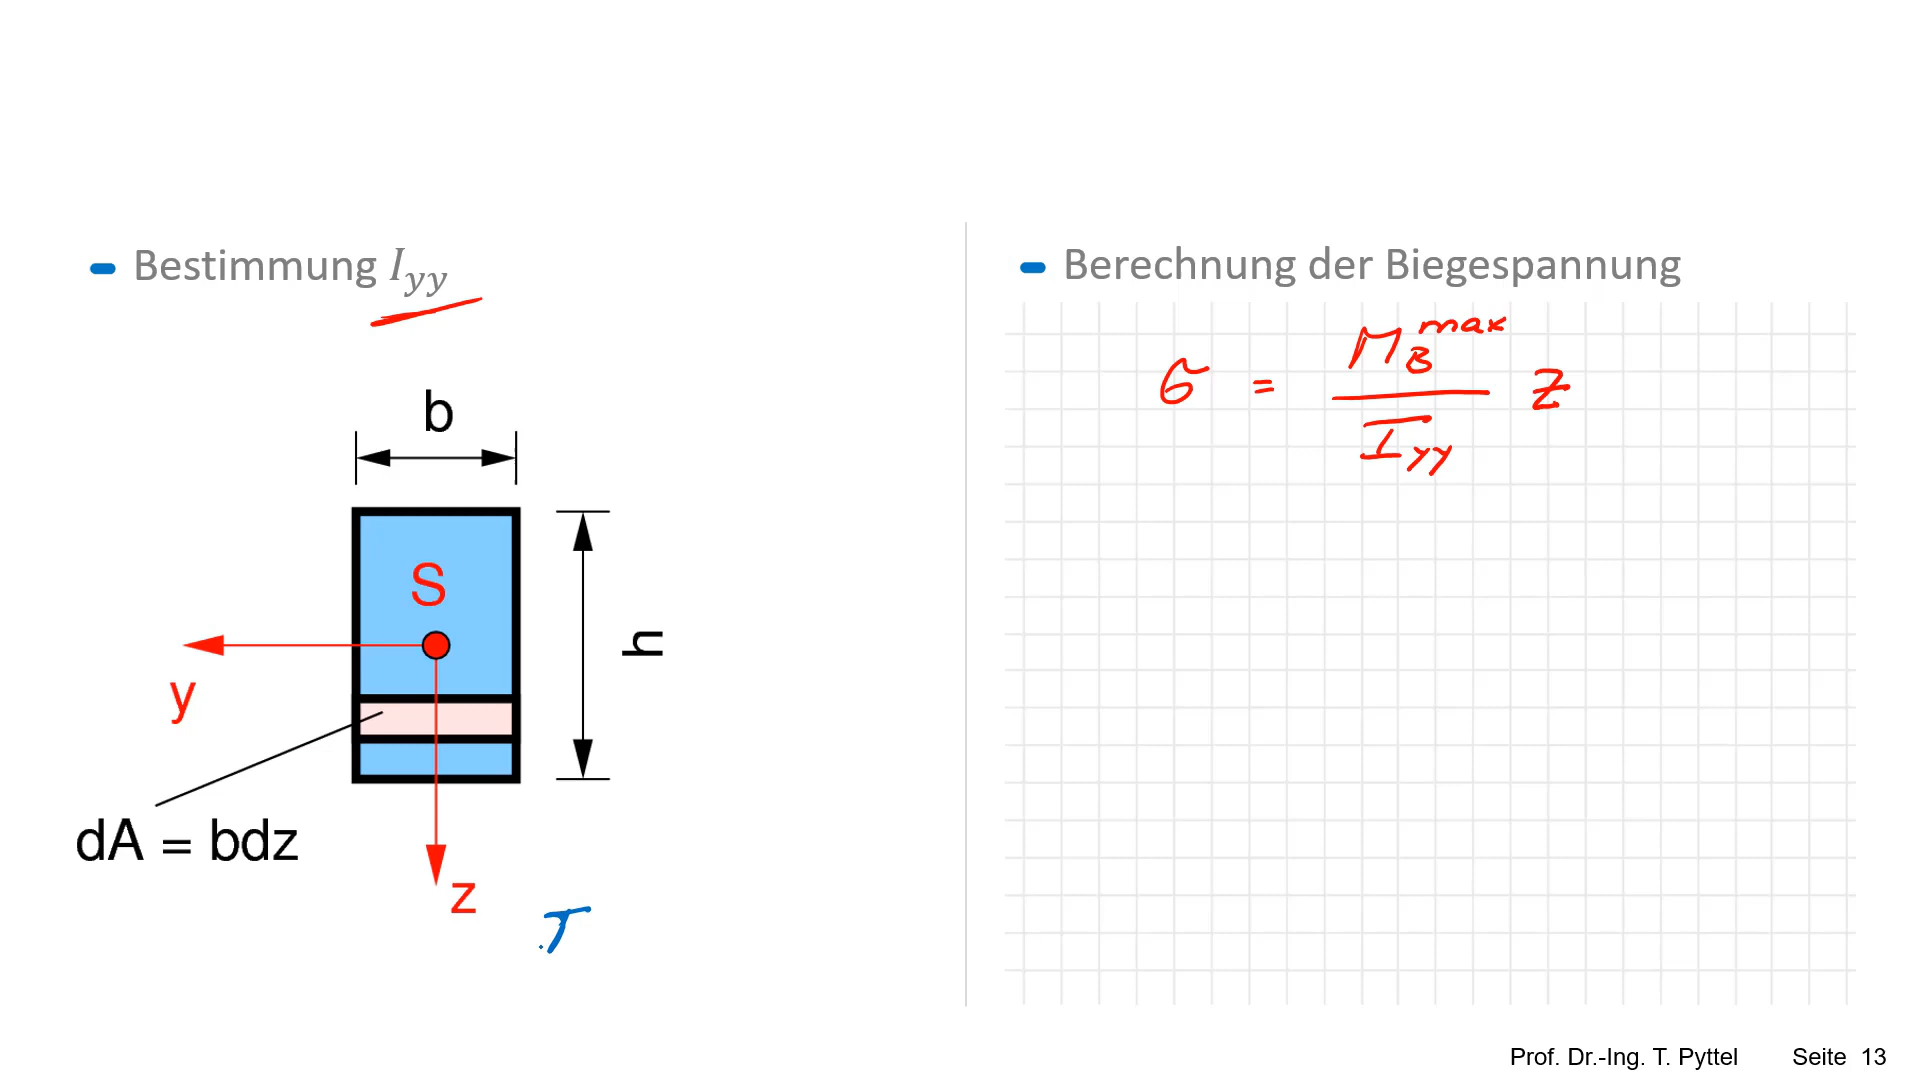 Bestimmung I_yy
b
S
h
y
dA = bdz
z
Berechnung der Biegespannung
σ = M_B^max / I_yy z
Prof. Dr.-Ing. T. Pyttel Seite 13